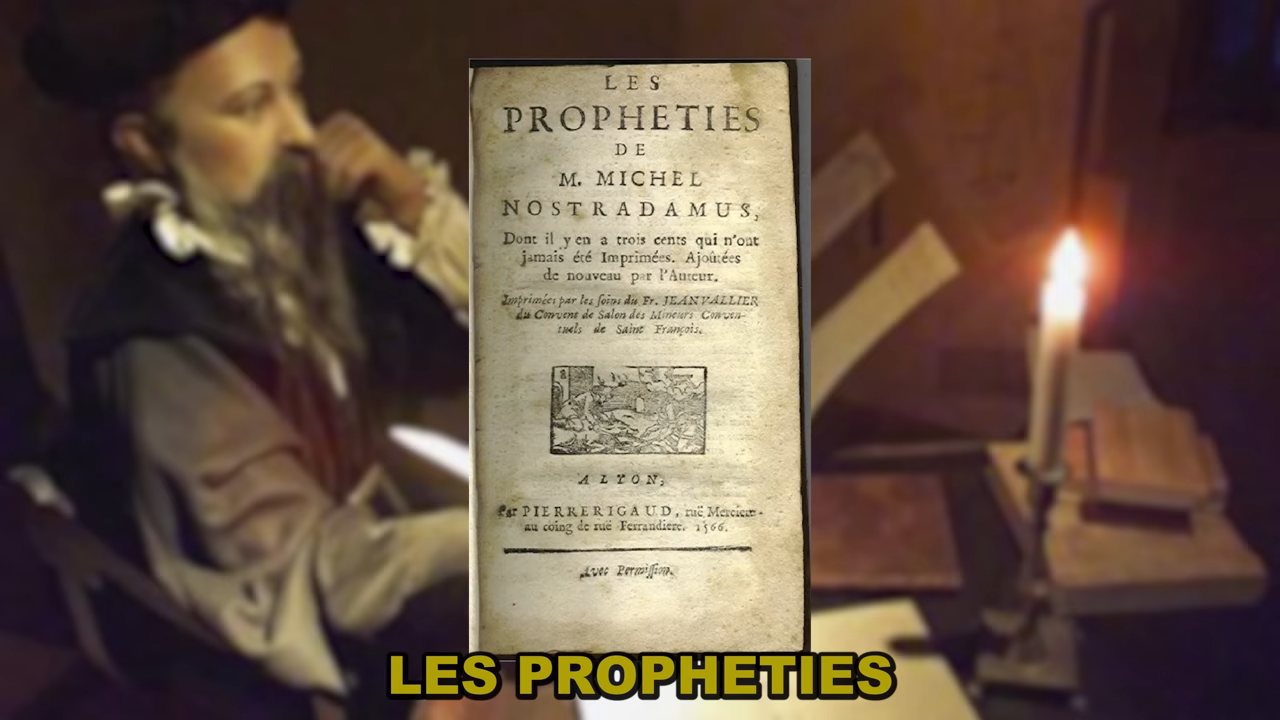 LES
PROPHETIES
DE
M. MICHEL
NOSTRADAMUS,
Dont il y en a trois cents qui n'ont
jamais été Imprimées. Ajoûtées
de nouveau par l'Auteur.
Imprimées par les soins du Fr. JEAN VALLIER
du Convent de Salon des Mineurs Conven-
tuels de Saint François.
A LYON,
Par PIERRE RIGAUD, ruë Merciere
au coing de ruë Ferrandiere, 1566.
Avec Permission.
LES PROPHETIES